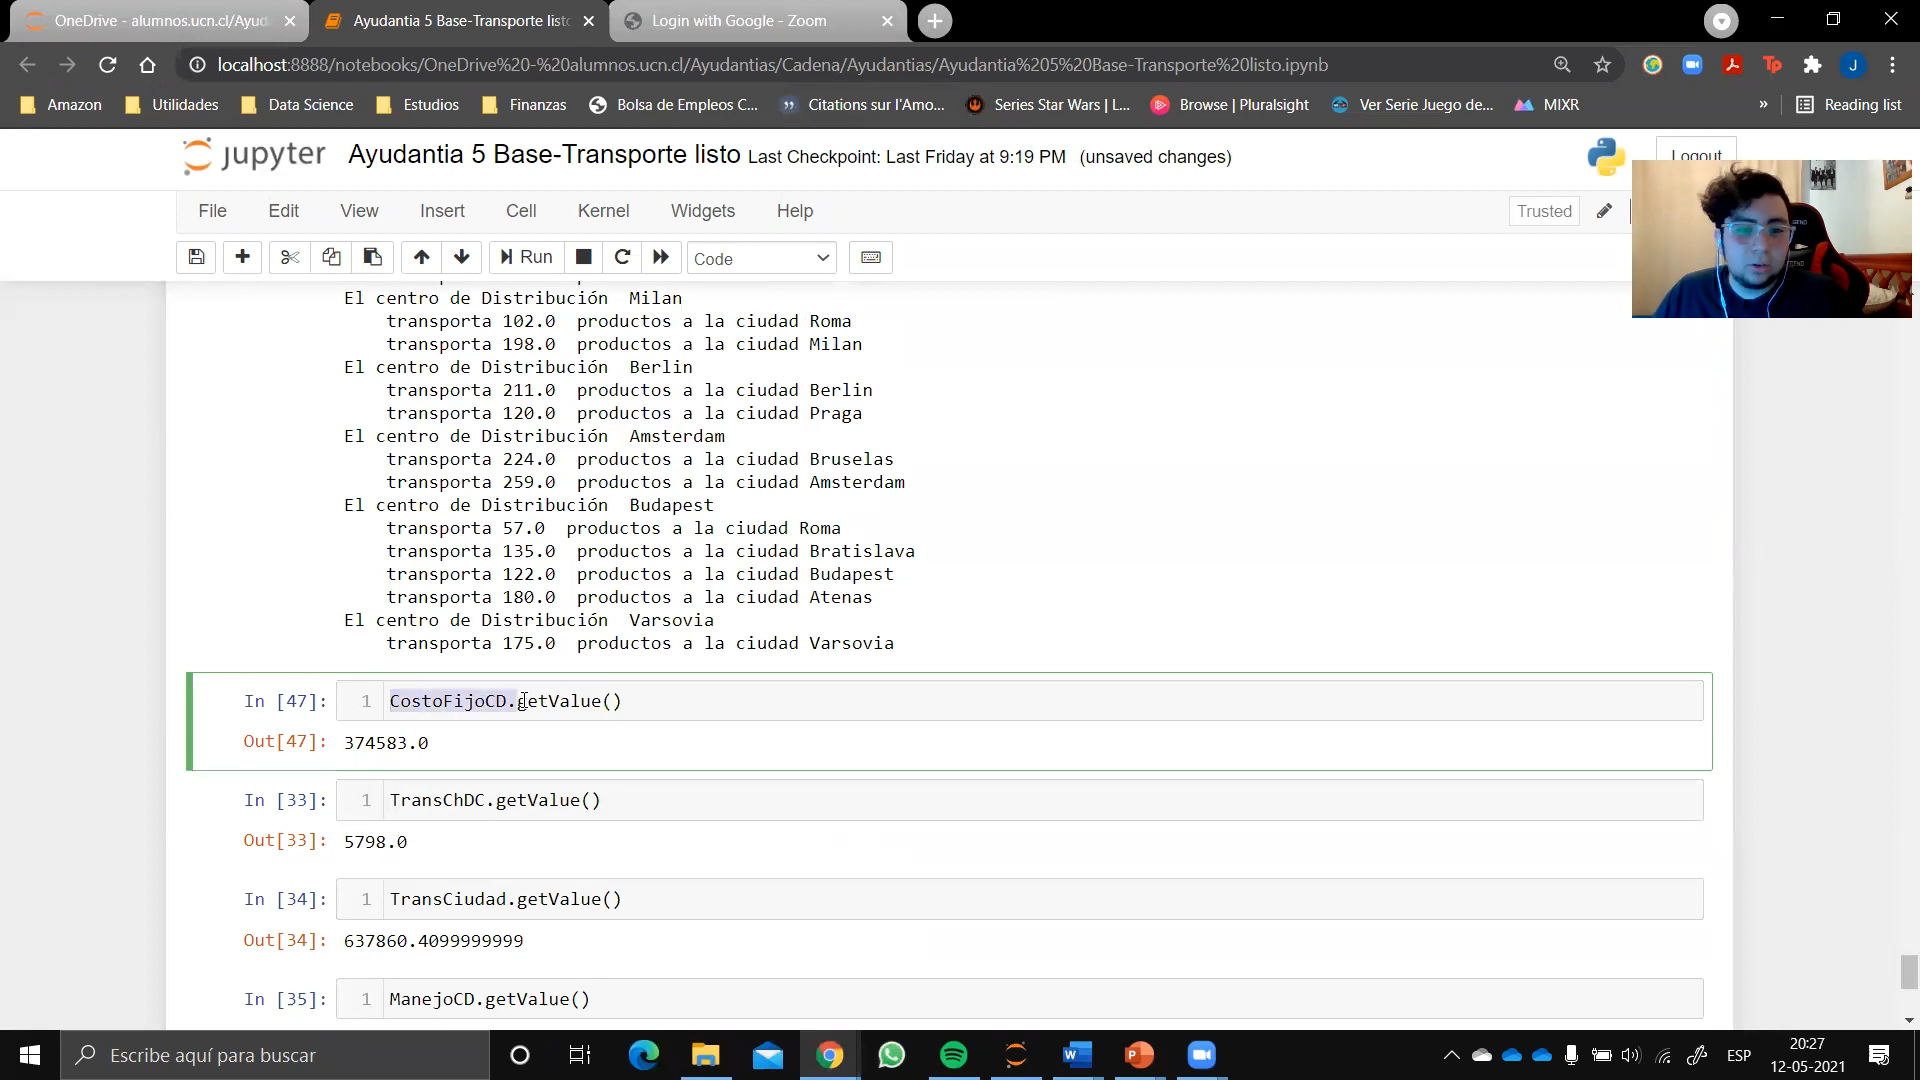 OneDrive - alumnos.ucn.cl/Ayud
Ayudantia 5 Base-Transporte listo
Login with Google - Zoom
localhost:8888/notebooks/OneDrive%20-%20alumnos.ucn.cl/Ayudantias/Cadena/Ayudantias/Ayudantia%205%20Base-Transporte%20listo.ipynb
Amazon
Utilidades
Data Science
Estudios
Finanzas
Bolsa de Empleos C...
Citations sur l'Amo...
Series Star Wars | L...
Browse | Pluralsight
Ver Serie Juego de...
MIXR
»
Reading list
jupyter Ayudantia 5 Base-Transporte listo Last Checkpoint: Last Friday at 9:19 PM (unsaved changes)
Logout
File Edit View Insert Cell Kernel Widgets Help
Trusted
Run
Code
El centro de Distribución Milan
transporta 102.0 productos a la ciudad Roma
transporta 198.0 productos a la ciudad Milan
El centro de Distribución Berlin
transporta 211.0 productos a la ciudad Berlin
transporta 120.0 productos a la ciudad Praga
El centro de Distribución Amsterdam
transporta 224.0 productos a la ciudad Bruselas
transporta 259.0 productos a la ciudad Amsterdam
El centro de Distribución Budapest
transporta 57.0 productos a la ciudad Roma
transporta 135.0 productos a la ciudad Bratislava
transporta 122.0 productos a la ciudad Budapest
transporta 180.0 productos a la ciudad Atenas
El centro de Distribución Varsovia
transporta 175.0 productos a la ciudad Varsovia
In [47]: 1 CostoFijoCD.getValue()
Out[47]: 374583.0
In [33]: 1 TransChDC.getValue()
Out[33]: 5798.0
In [34]: 1 TransCiudad.getValue()
Out[34]: 637860.4099999999
In [35]: 1 ManejoCD.getValue()
Escribe aquí para buscar
ESP
20:27
12-05-2021